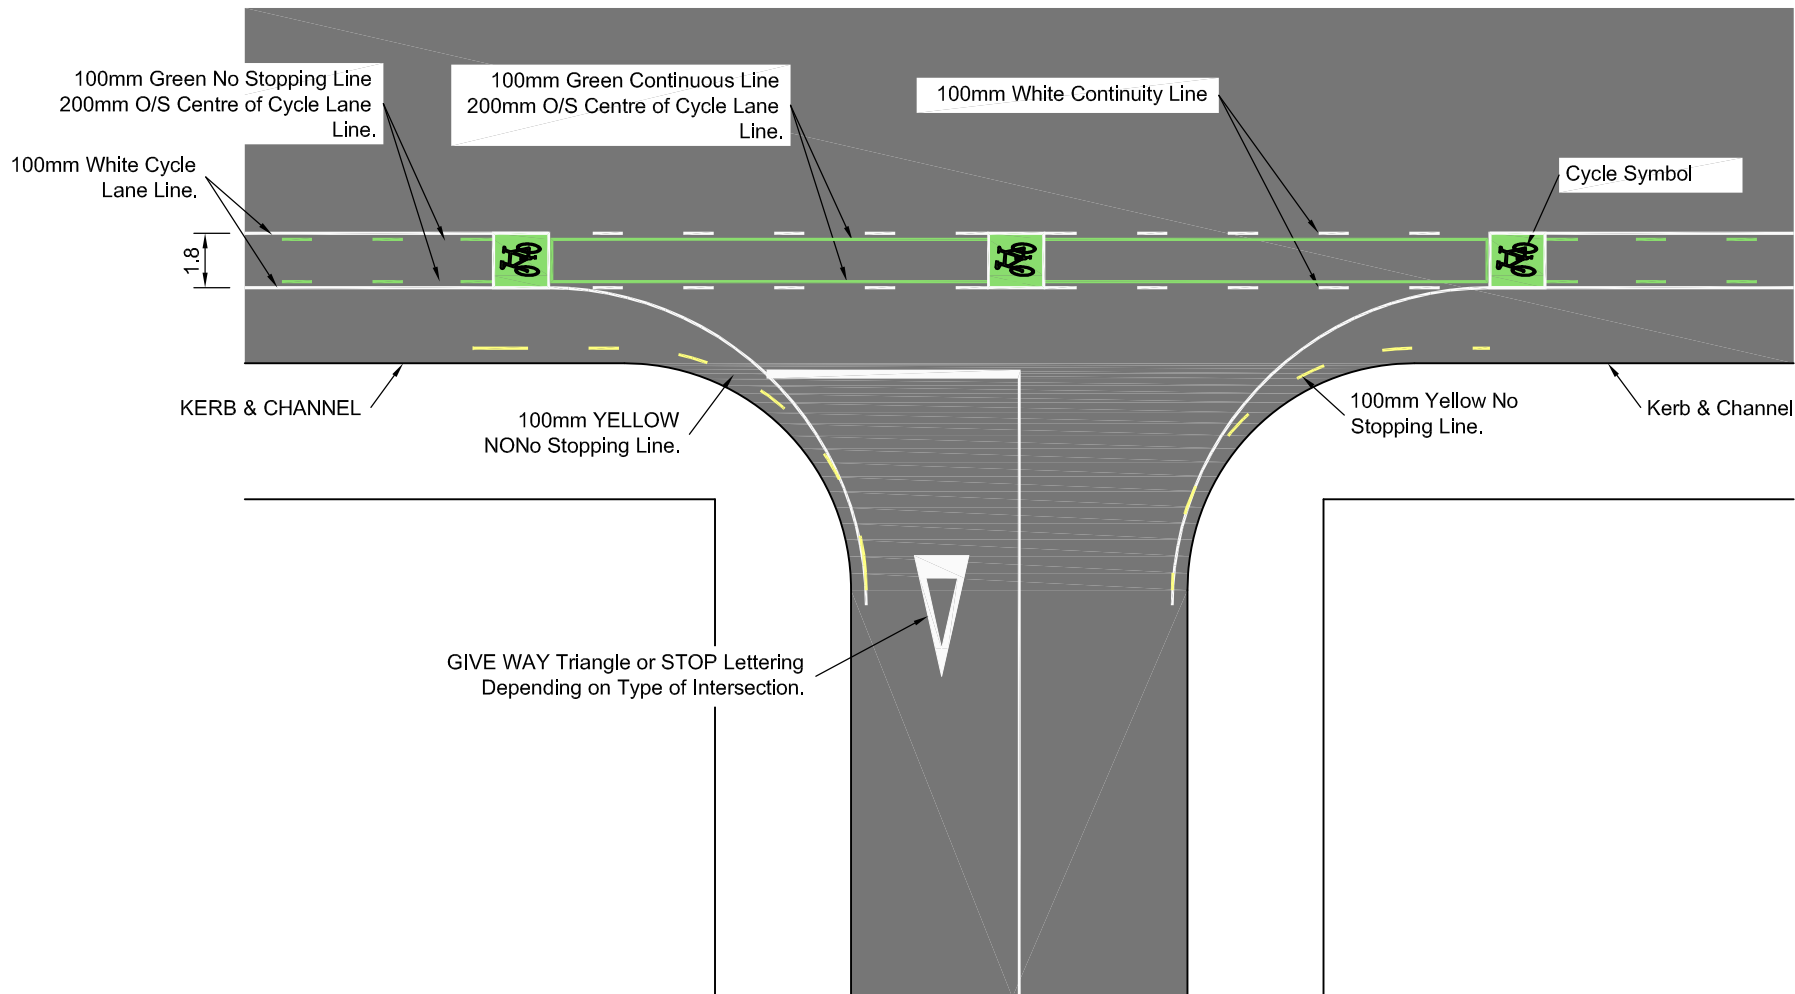 100mm Green No Stopping Line
200mm O/S Centre of Cycle Lane
Line.
100mm Green Continuous Line
200mm O/S Centre of Cycle Lane
Line.
100mm White Continuity Line
100mm White Cycle
Lane Line.
Cycle Symbol
1.8
KERB & CHANNEL
100mm YELLOW
NONo Stopping Line.
100mm Yellow No
Stopping Line.
Kerb & Channel
GIVE WAY Triangle or STOP Lettering
Depending on Type of Intersection.